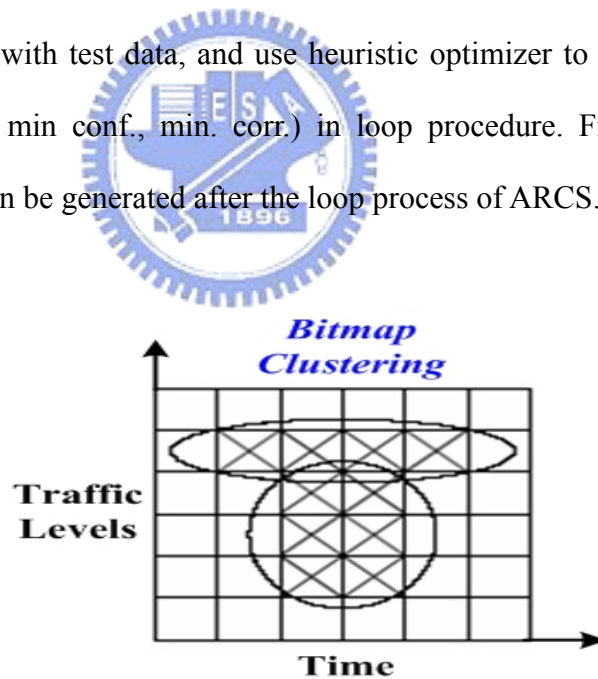 with test data, and use heuristic optimizer to
min conf., min. corr.) in loop procedure. Fi
n be generated after the loop process of ARCS.
E S A
1896
Bitmap
Clustering
Traffic
Levels
Time